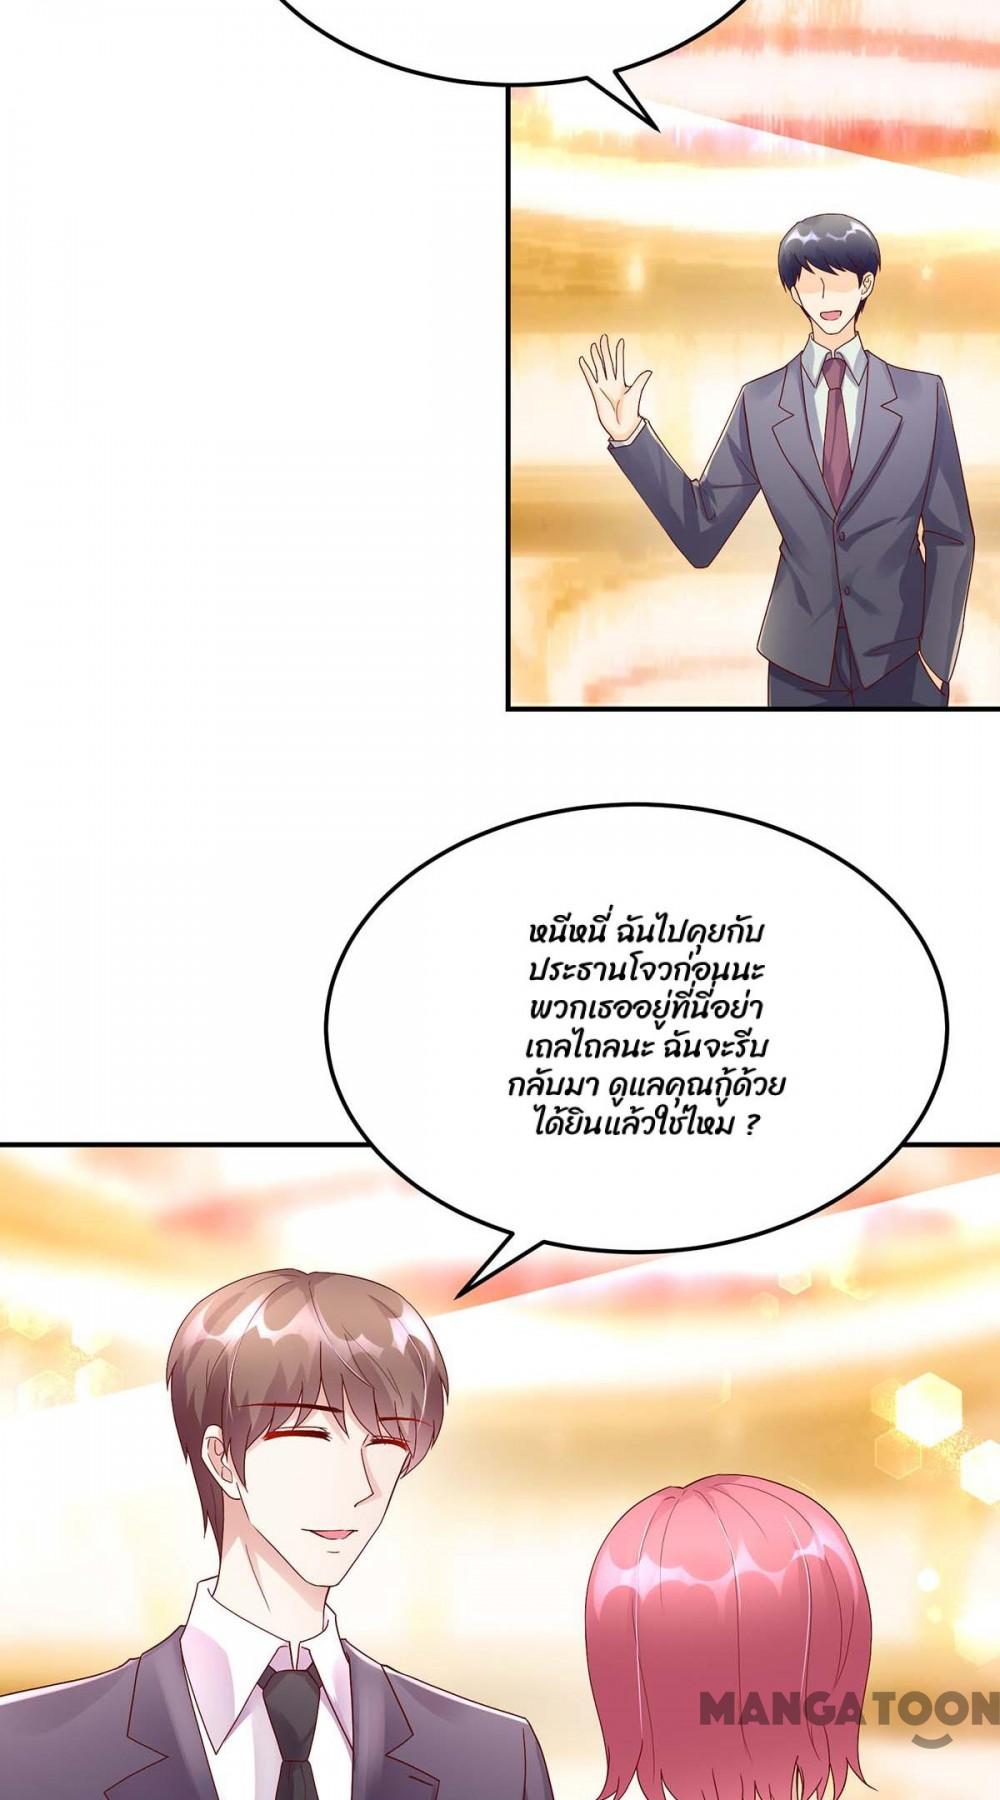 หนีหนี่ ฉันไปคุยกับ
ประธานโจวก่อนนะ
พวกเธออยู่ที่นี่อย่า
เถลไถลนะ ฉันจะรีบ
กลับมา ดูแลคุณกู้ด้วย
ได้ยินแล้วใช่ไหม ?
MANGATOON